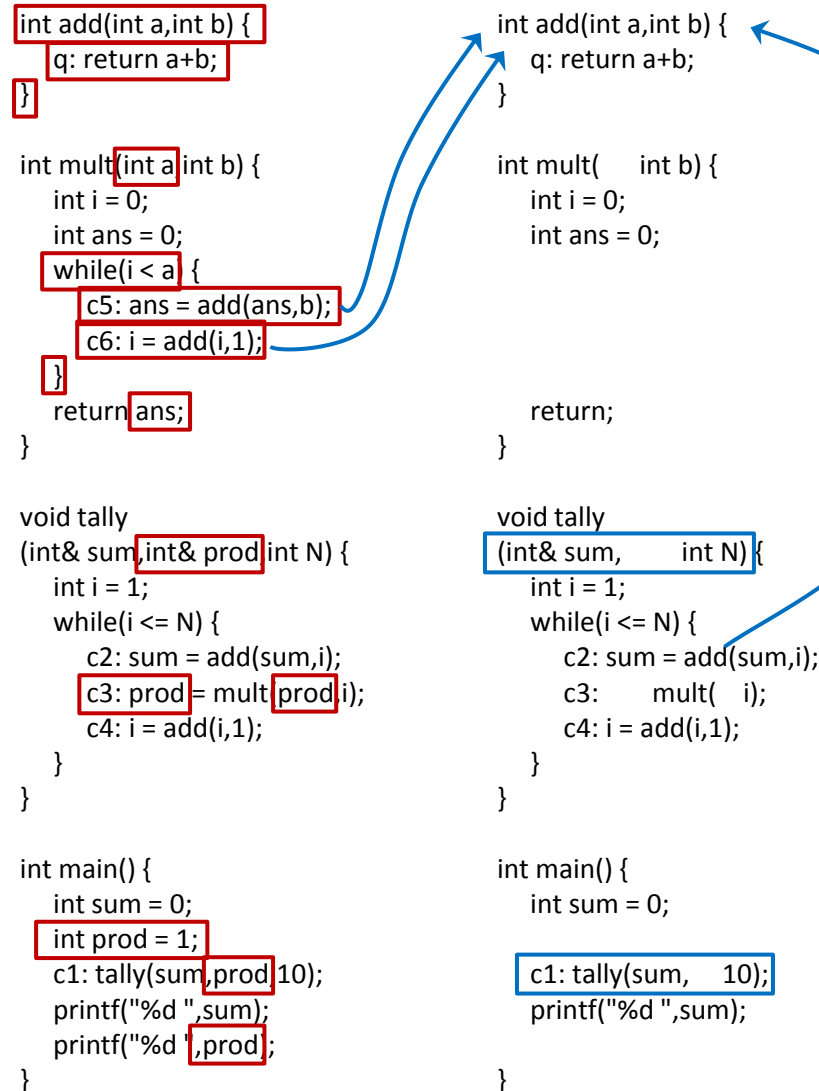 int add(int a,int b) {
q: return a+b;
}
int mult(int a,int b) {
int i = 0;
int ans = 0;
while(i < a) {
c5: ans = add(ans,b);
c6: i = add(i,1);
}
return ans;
}
void tally
(int& sum,int& prod,int N) {
int i = 1;
while(i <= N) {
c2: sum = add(sum,i);
c3: prod = mult(prod,i);
c4: i = add(i,1);
}
}
int main() {
int sum = 0;
int prod = 1;
c1: tally(sum,prod,10);
printf("%d ",sum);
printf("%d ",prod);
}
int add(int a,int b) {
q: return a+b;
}
int mult( int b) {
int i = 0;
int ans = 0;
return;
}
void tally
(int& sum, int N) {
int i = 1;
while(i <= N) {
c2: sum = add(sum,i);
c3: mult( i);
c4: i = add(i,1);
}
}
int main() {
int sum = 0;
c1: tally(sum, 10);
printf("%d ",sum);
}